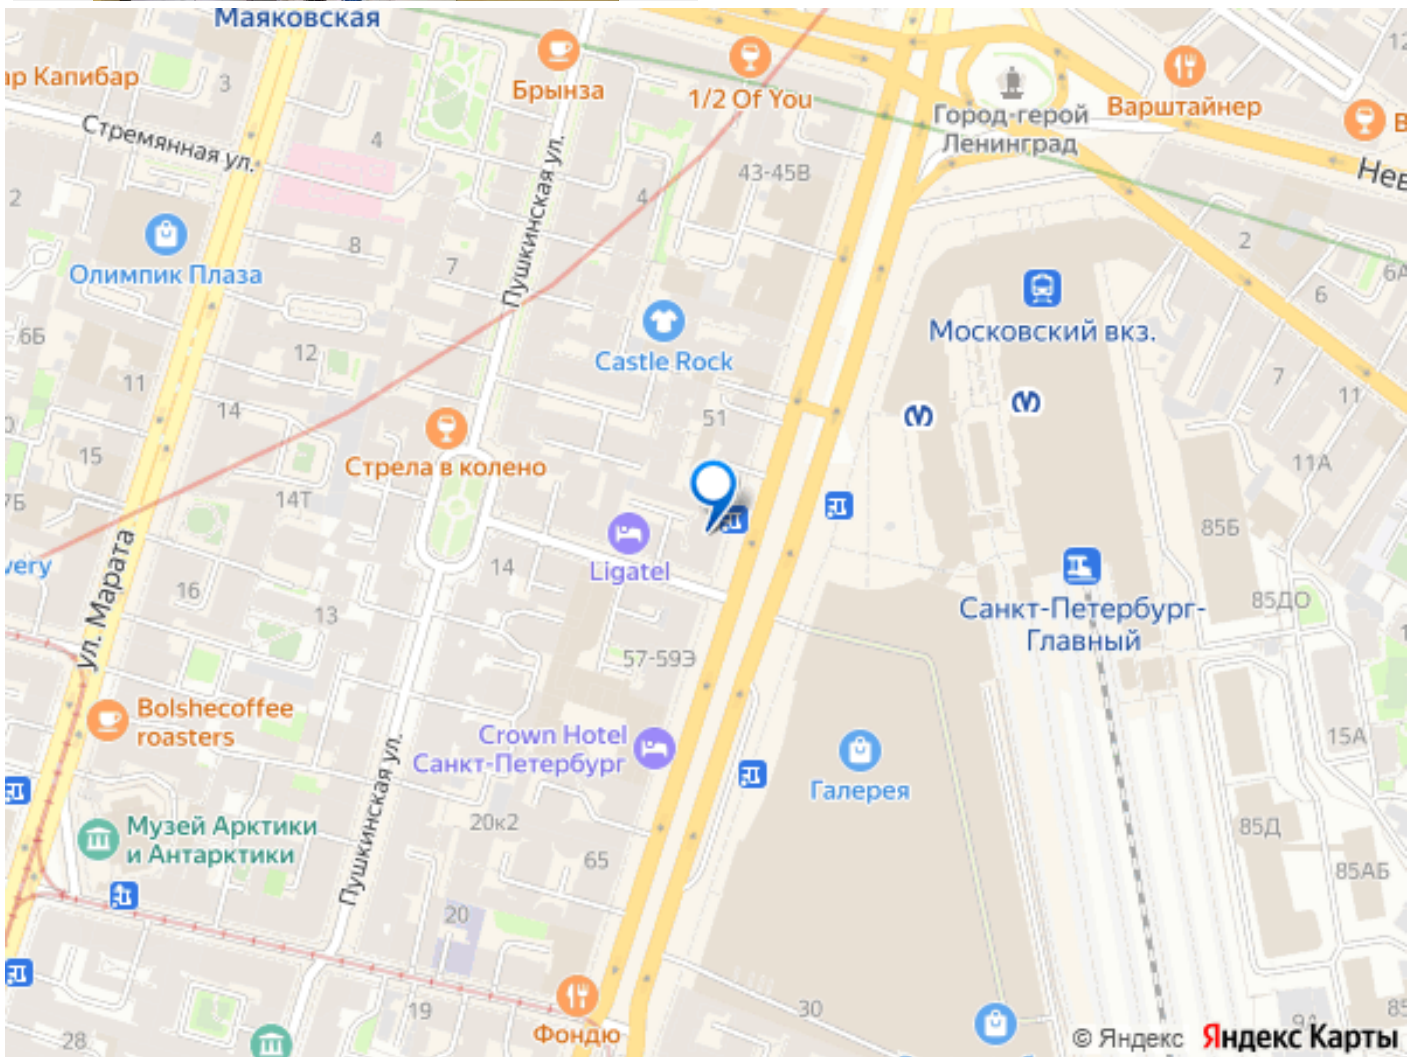 Маяковская
ар Капибар
3
Брынза
1/2 Of You
Варштайнер
Город-герой
Ленинград
12
В
Нев
Стремянная ул.
4
Пушкинская ул.
4
43-45В
2
Олимпик Плаза
8
7
2
6А
6
Московский вкз.
6Б
12
Castle Rock
7
11
11
14
51
15
Стрела в колено
11А
7Б
14Т
85Б
very
ул. Марата
16
14
Ligatel
85ДО
13
Санкт-Петербург-
Главный
57-59Э
Bolshecoffee
roasters
Crown Hotel
Санкт-Петербург
15А
Галерея
Пушкинская ул.
Музей Арктики
и Антарктики
20к2
65
85Д
85АБ
20
19
30
28
Фондю
9А
85
© Яндекс Яндекс Карты